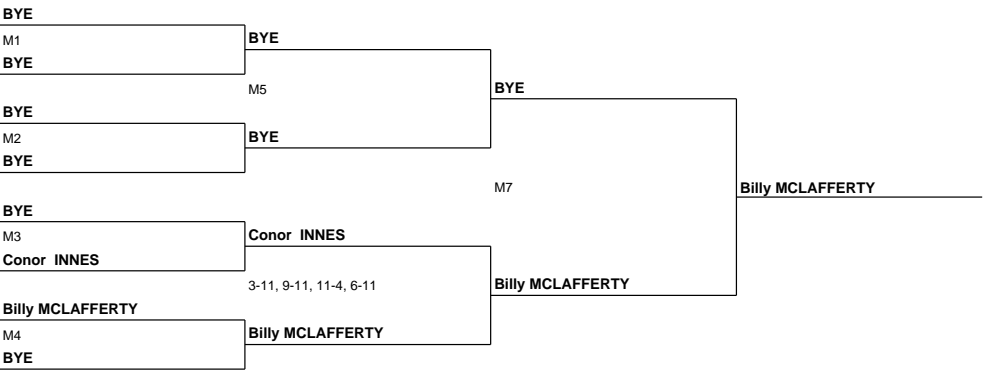 BYE
M1
BYE
BYE
M5
BYE
M2
BYE
BYE
BYE
M7
Billy MCLAFFERTY
BYE
M3
Conor INNES
Conor INNES
3-11, 9-11, 11-4, 6-11
Billy MCLAFFERTY
Billy MCLAFFERTY
M4
BYE
Billy MCLAFFERTY